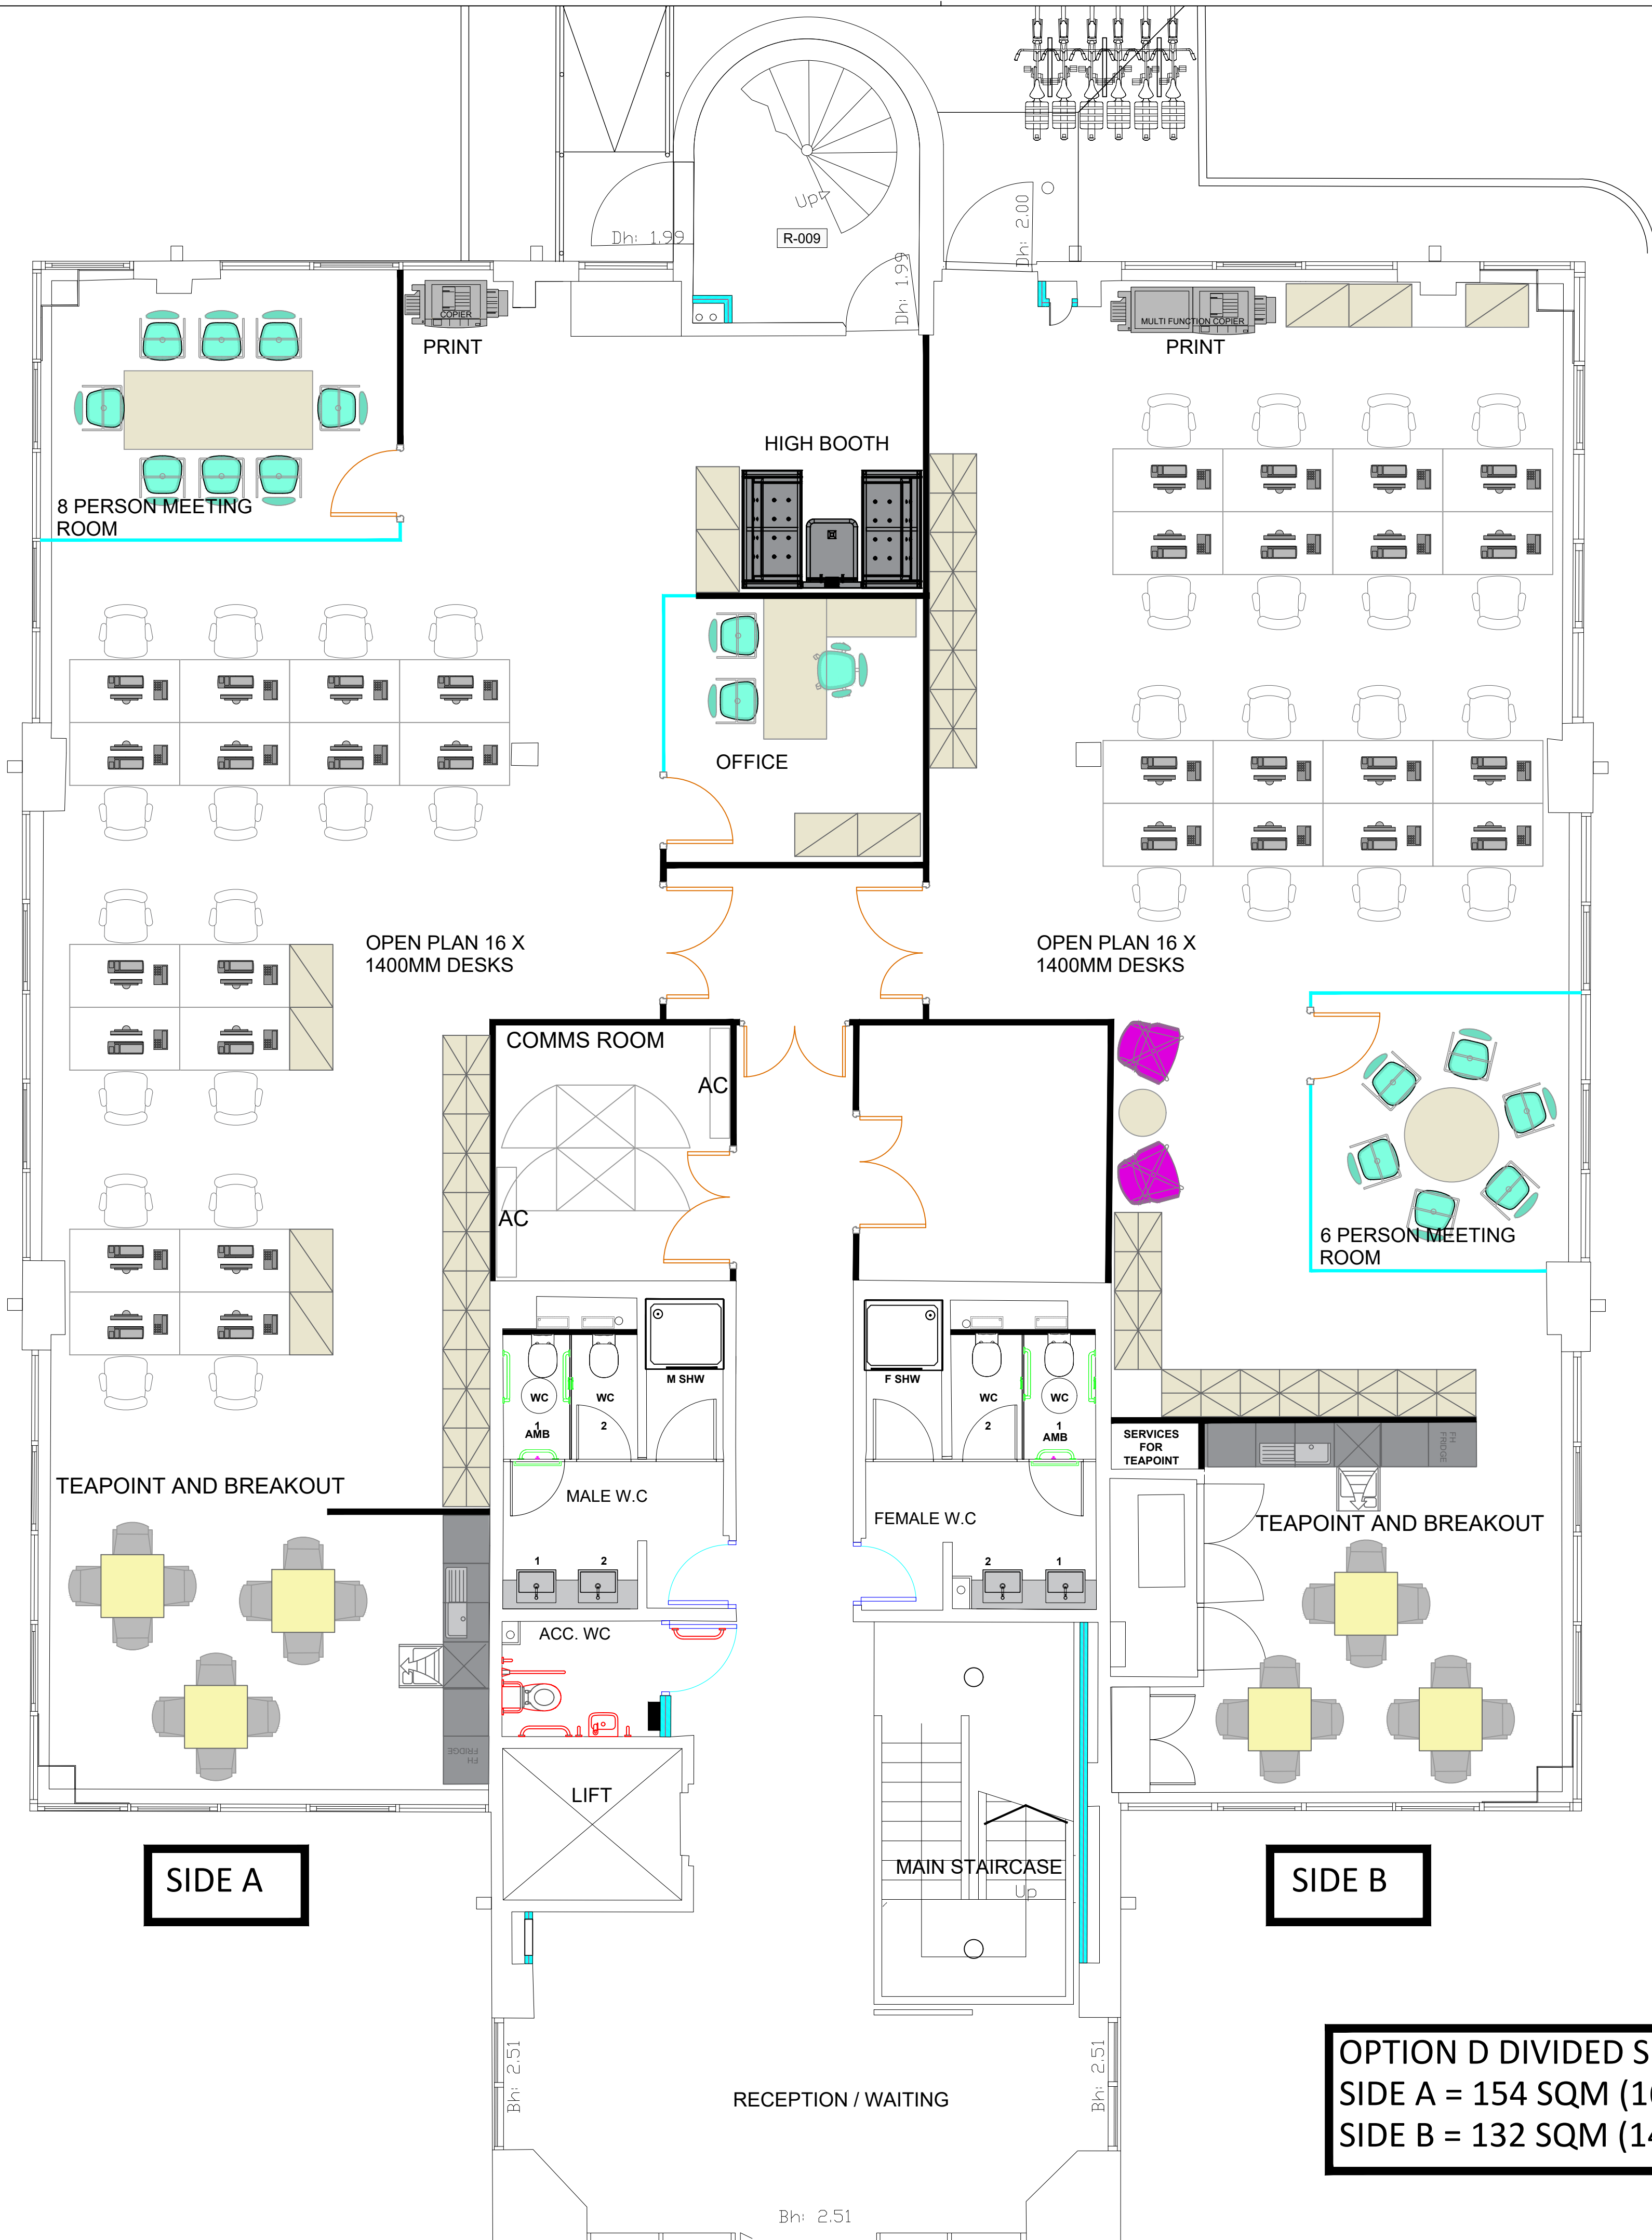 Up
Dh: 1.99
R-009
Dh: 1.99
Dh: 2.00
COPIER
PRINT
MULTI FUNCTION COPIER
PRINT
HIGH BOOTH
8 PERSON MEETING
ROOM
OFFICE
OPEN PLAN 16 X
1400MM DESKS
OPEN PLAN 16 X
1400MM DESKS
COMMS ROOM
AC
AC
6 PERSON MEETING
ROOM
M SHW
F SHW
WC
1
AMB
WC
2
WC
2
WC
1
AMB
SERVICES
FOR
TEAPOINT
FH
FRIDGE
TEAPOINT AND BREAKOUT
MALE W.C
FEMALE W.C
TEAPOINT AND BREAKOUT
1
2
2
1
ACC. WC
FH
FRIDGE
LIFT
MAIN STAIRCASE
Up
SIDE A
SIDE B
Bh: 2.51
Bh: 2.51
RECEPTION / WAITING
OPTION D DIVIDED S
SIDE A = 154 SQM (16
SIDE B = 132 SQM (14
Bh: 2.51